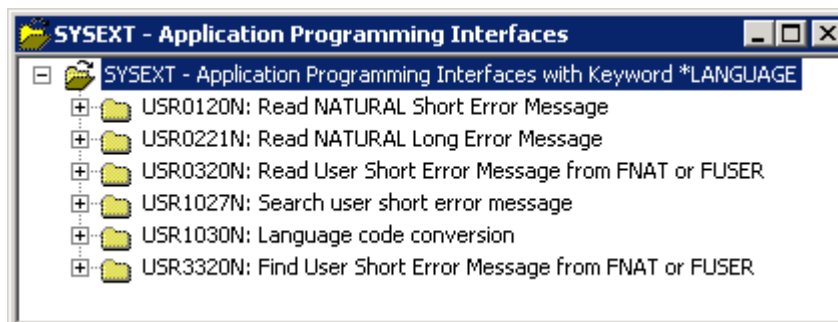 SYSEXT - Application Programming Interfaces
SYSEXT - Application Programming Interfaces with Keyword *LANGUAGE
USR0120N: Read NATURAL Short Error Message
USR0221N: Read NATURAL Long Error Message
USR0320N: Read User Short Error Message from FNAT or FUSER
USR1027N: Search user short error message
USR1030N: Language code conversion
USR3320N: Find User Short Error Message from FNAT or FUSER